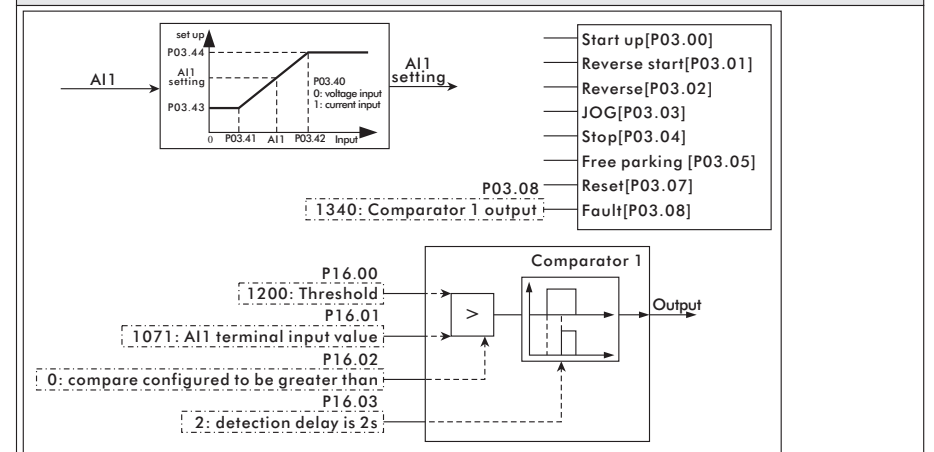 set up
P03.44
AI1
setting
P03.43
0 P03.41 AI1 P03.42 Input
P03.40
0: voltage input
1: current input
AI1
AI1
setting
Start up[P03.00]
Reverse start[P03.01]
Reverse[P03.02]
JOG[P03.03]
Stop[P03.04]
Free parking [P03.05]
Reset[P03.07]
Fault[P03.08]
P03.08
1340: Comparator 1 output
Comparator 1
P16.00
1200: Threshold
P16.01
1071: AI1 terminal input value
P16.02
0: compare configured to be greater than
P16.03
2: detection delay is 2s
>
Output